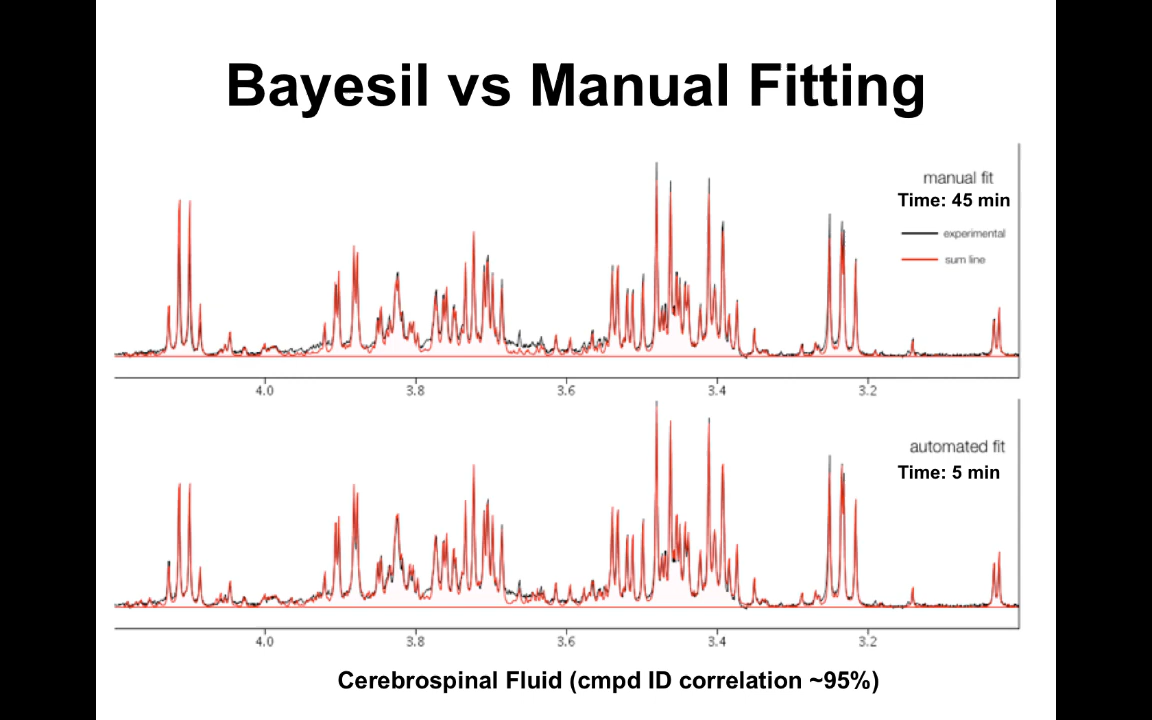 Bayesil vs Manual Fitting
manual fit
Time: 45 min
experimental
sum line
4.0 3.8 3.6 3.4 3.2
automated fit
Time: 5 min
4.0 3.8 3.6 3.4 3.2
Cerebrospinal Fluid (cmpd ID correlation ~95%)